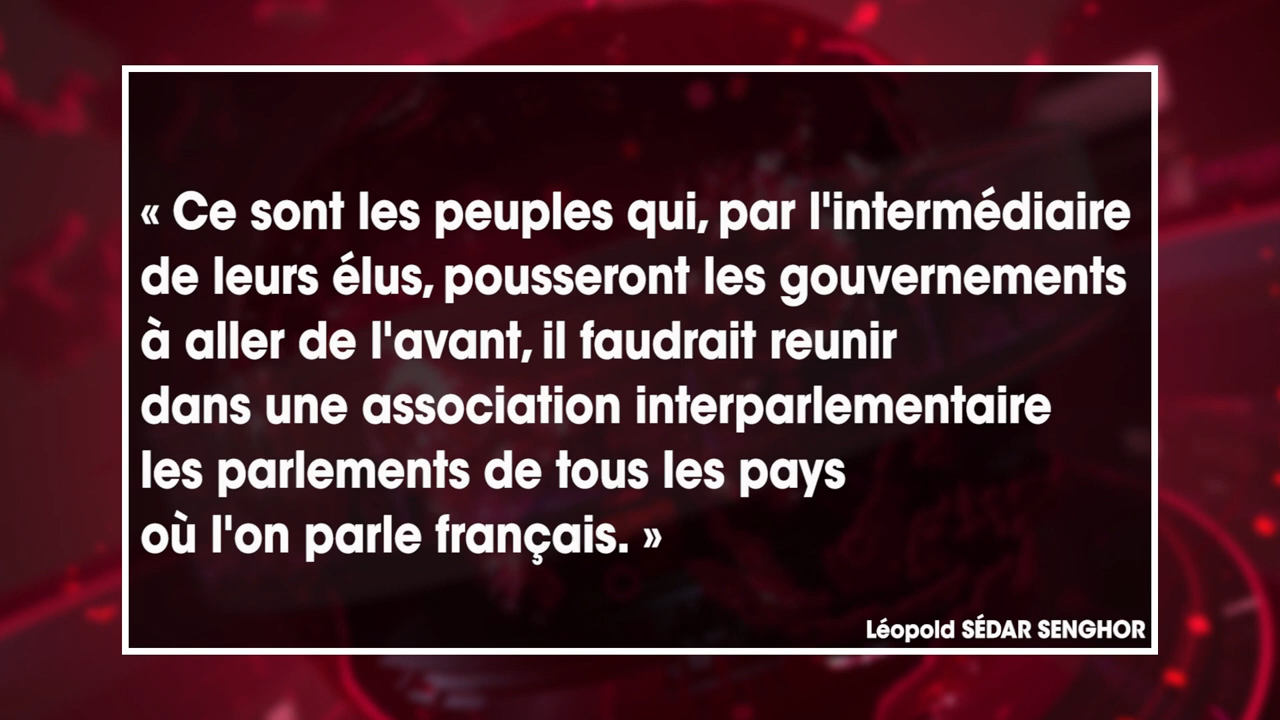 « Ce sont les peuples qui, par l'intermédiaire
de leurs élus, pousseront les gouvernements
à aller de l'avant, il faudrait reunir
dans une association interparlementaire
les parlements de tous les pays
où l'on parle français. »
Léopold SÉDAR SENGHOR